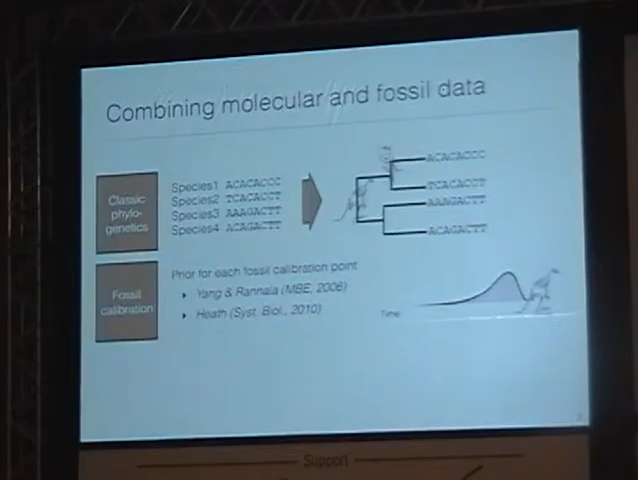 Combining molecular and fossil data
Classic
phylo-
genetics
Species1 ACACACCC
Species2 TCACACCT
Species3 AAAGACTT
Species4 ACAGACTT
ACACACCC
TCACACCT
AAAGACTT
ACAGACTT
Fossil
calibration
Prior for each fossil calibration point
Yang & Rannala (MBE, 2006)
Heath (Syst. Biol., 2010)
Time
Support